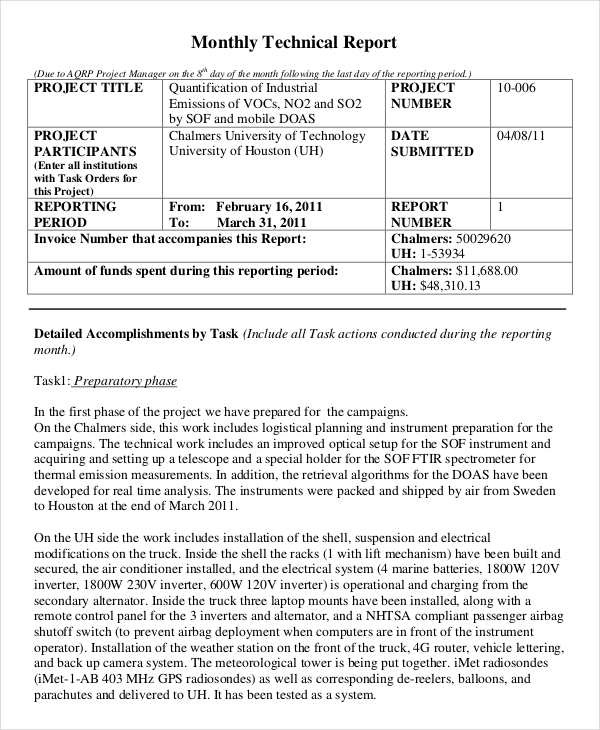 Monthly Technical Report
(Due to AQRP Project Manager on the 8th day of the month following the last day of the reporting period.)
PROJECT TITLE
Quantification of Industrial
Emissions of VOCs, NO2 and SO2
by SOF and mobile DOAS
PROJECT
NUMBER
10-006
PROJECT
PARTICIPANTS
(Enter all institutions
with Task Orders for
this Project)
Chalmers University of Technology
University of Houston (UH)
DATE
SUBMITTED
04/08/11
REPORTING
PERIOD
From: February 16, 2011
To: March 31, 2011
REPORT
NUMBER
1
Invoice Number that accompanies this Report:
Chalmers: 50029620
UH: 1-53934
Amount of funds spent during this reporting period:
Chalmers: $11,688.00
UH: $48,310.13
Detailed Accomplishments by Task (Include all Task actions conducted during the reporting
month.)
Task1: Preparatory phase
In the first phase of the project we have prepared for the campaigns.
On the Chalmers side, this work includes logistical planning and instrument preparation for the
campaigns. The technical work includes an improved optical setup for the SOF instrument and
acquiring and setting up a telescope and a special holder for the SOF FTIR spectrometer for
thermal emission measurements. In addition, the retrieval algorithms for the DOAS have been
developed for real time analysis. The instruments were packed and shipped by air from Sweden
to Houston at the end of March 2011.
On the UH side the work includes installation of the shell, suspension and electrical
modifications on the truck. Inside the shell the racks (1 with lift mechanism) have been built and
secured, the air conditioner installed, and the electrical system (4 marine batteries, 1800W 120V
inverter, 1800W 230V inverter, 600W 120V inverter) is operational and charging from the
secondary alternator. Inside the truck three laptop mounts have been installed, along with a
remote control panel for the 3 inverters and alternator, and a NHTSA compliant passenger airbag
shutoff switch (to prevent airbag deployment when computers are in front of the instrument
operator). Installation of the weather station on the front of the truck, 4G router, vehicle lettering,
and back up camera system. The meteorological tower is being put together. iMet radiosondes
(iMet-1-AB 403 MHz GPS radiosondes) as well as corresponding de-reelers, balloons, and
parachutes and delivered to UH. It has been tested as a system.